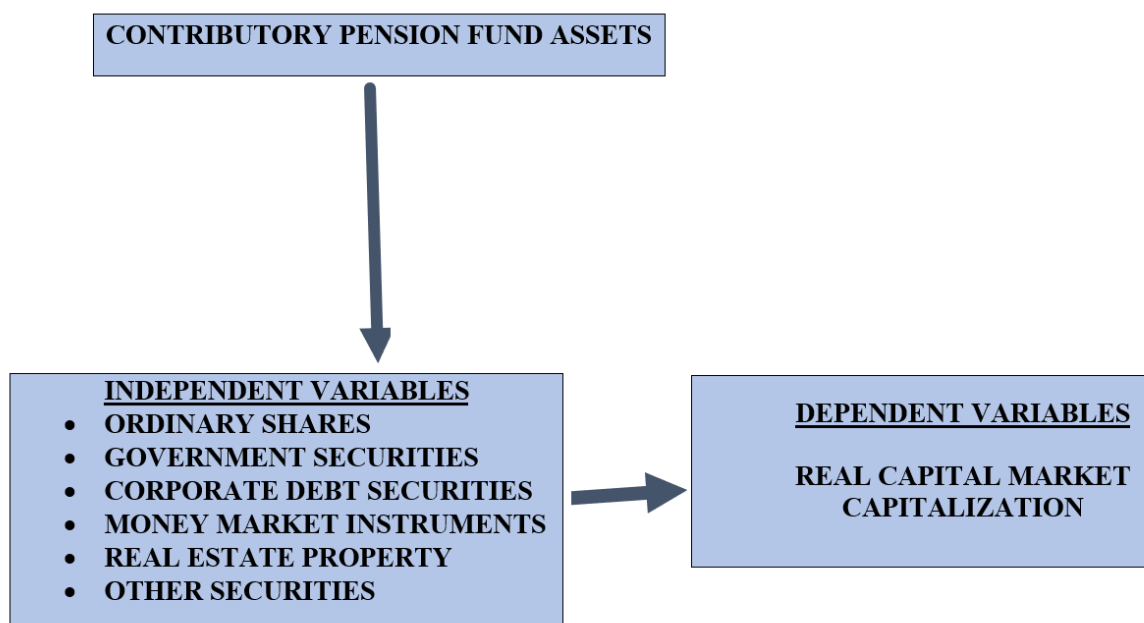 CONTRIBUTORY PENSION FUND ASSETS
INDEPENDENT VARIABLES
• ORDINARY SHARES
• GOVERNMENT SECURITIES
• CORPORATE DEBT SECURITIES
• MONEY MARKET INSTRUMENTS
• REAL ESTATE PROPERTY
• OTHER SECURITIES
DEPENDENT VARIABLES
REAL CAPITAL MARKET
CAPITALIZATION